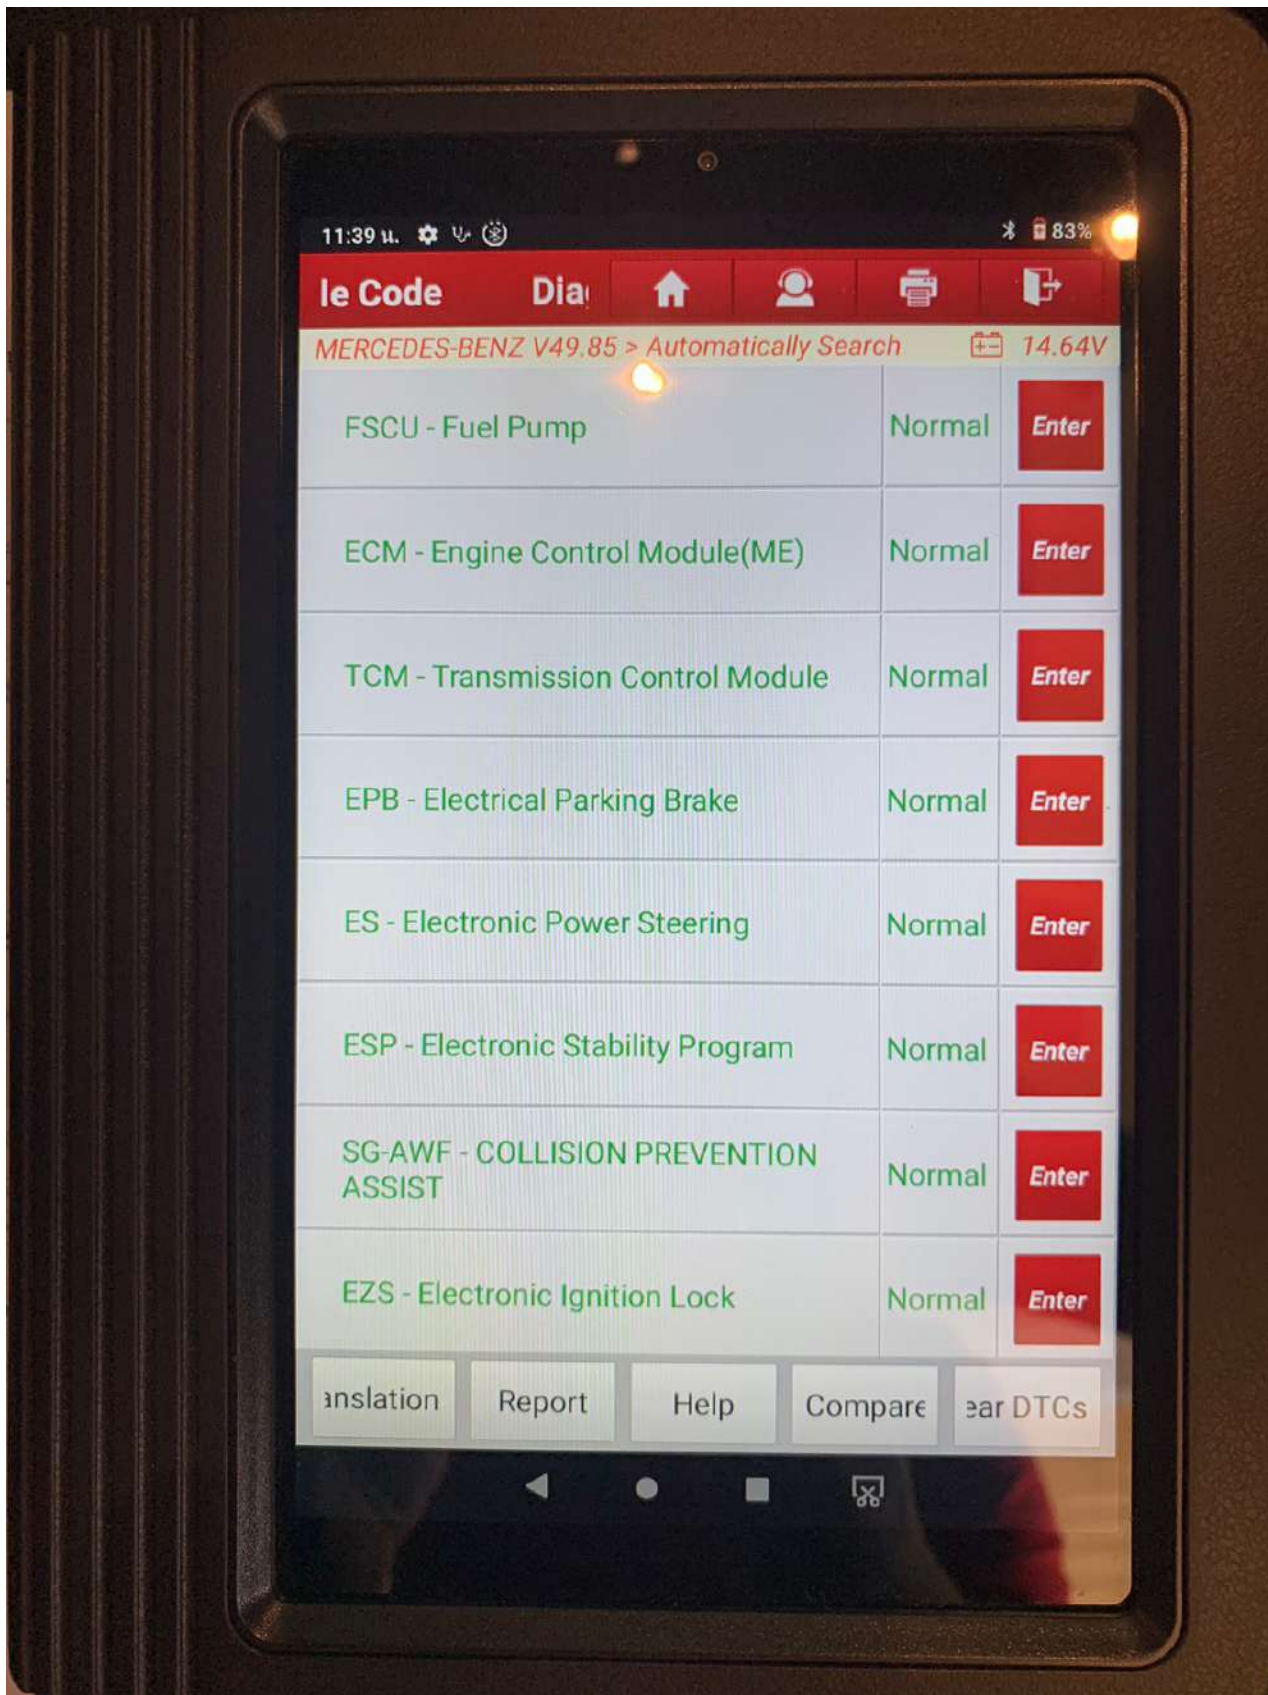 11:39 น. 83%
le Code Dia
MERCEDES-BENZ V49.85 > Automatically Search 14.64V
FSCU - Fuel Pump Normal Enter
ECM - Engine Control Module(ME) Normal Enter
TCM - Transmission Control Module Normal Enter
EPB - Electrical Parking Brake Normal Enter
ES - Electronic Power Steering Normal Enter
ESP - Electronic Stability Program Normal Enter
SG-AWF - COLLISION PREVENTION
ASSIST Normal Enter
EZS - Electronic Ignition Lock Normal Enter
anslation Report Help Compare ear DTCs